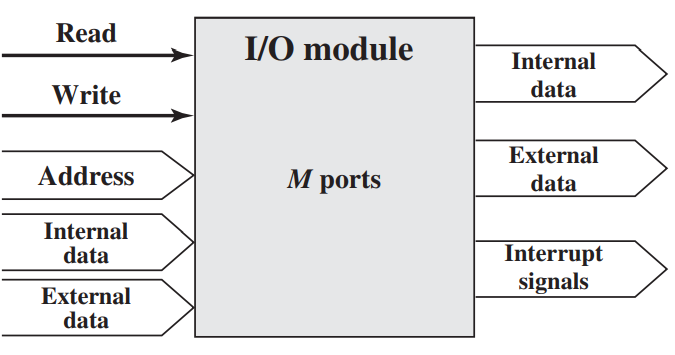 Read
Write
Address
Internal
data
External
data
I/O module
M ports
Internal
data
External
data
Interrupt
signals